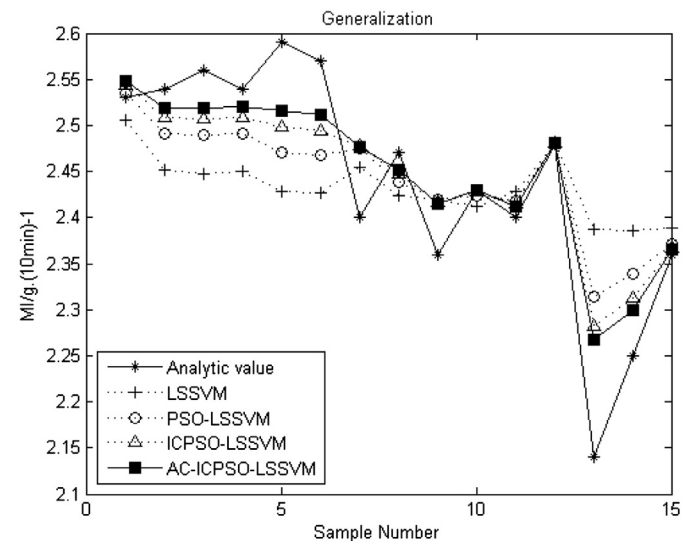 Generalization
2.6
2.55
2.5
2.45
2.4
2.35
2.3
2.25
2.2
2.15
2.1
MI/g.(10min)-1
Analytic value
LSSVM
PSO-LSSVM
ICPSO-LSSVM
AC-ICPSO-LSSVM
0 5 10 15
Sample Number